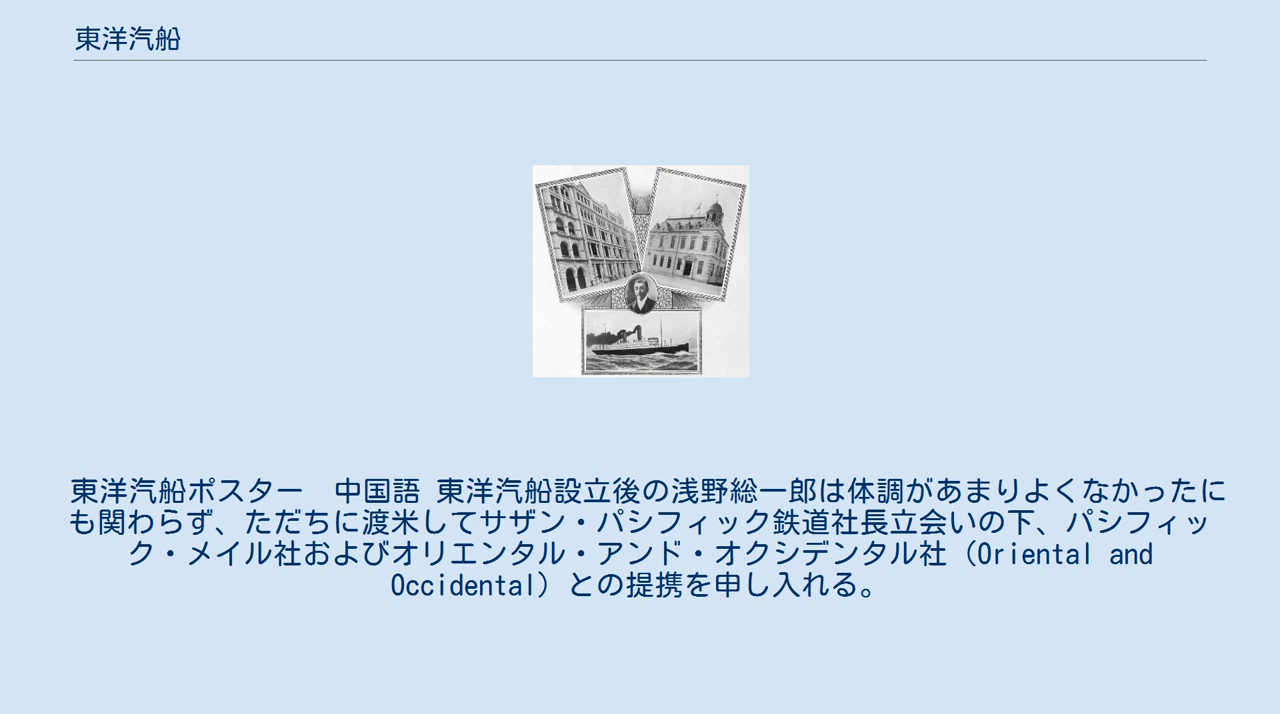 東洋汽船
東洋汽船ポスター　中国語 東洋汽船設立後の浅野総一郎は体調があまりよくなかったに
も関わらず、ただちに渡米してサザン・パシフィック鉄道社長立会いの下、パシフィッ
ク・メイル社およびオリエンタル・アンド・オクシデンタル社（Oriental and
Occidental）との提携を申し入れる。